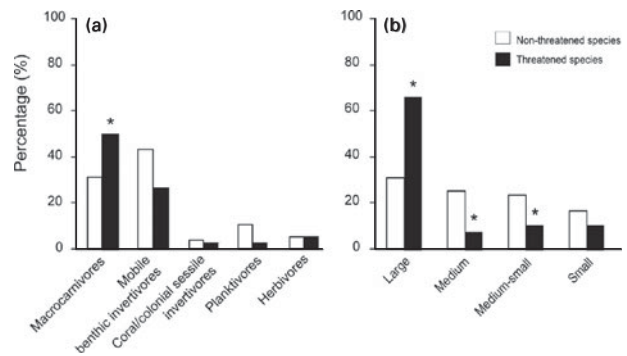 (a)
Percentage (%)
100
80
60
40
20
0
*
Macrocarnivores
Mobile
benthic invertivores
Coral/colonial sessile
invertivores
Planktivores
Herbivores
(b)
100
80
60
40
20
0
Non-threatened species
Threatened species
*
*
*
Large
Medium
Medium-small
Small